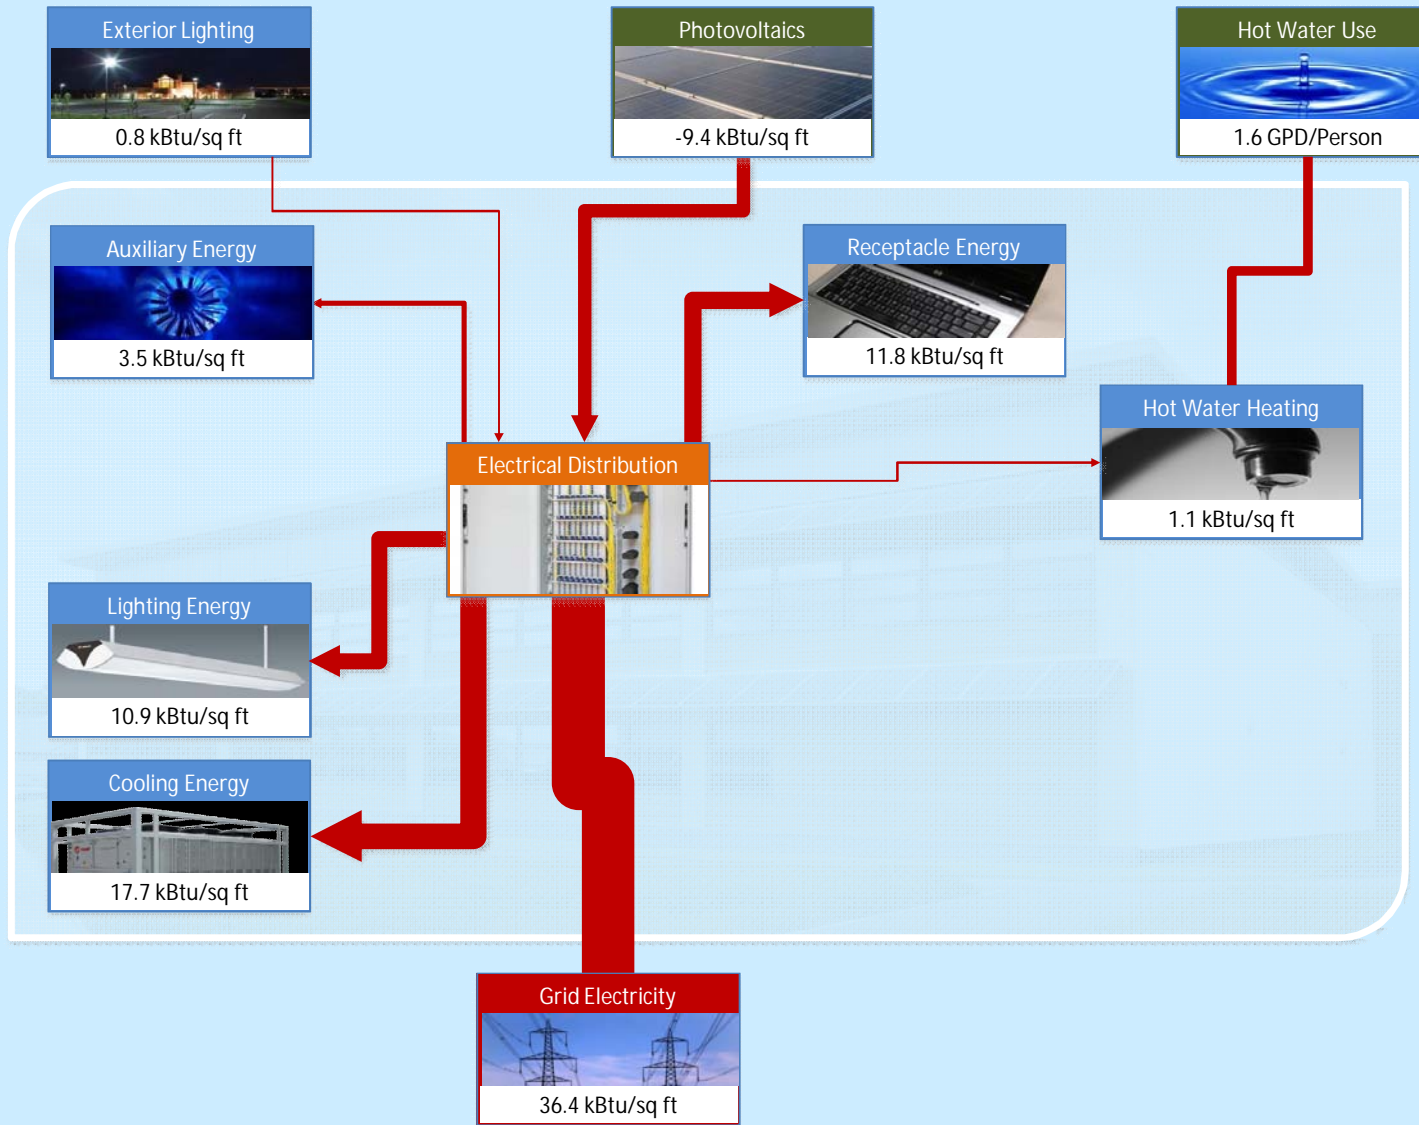 Exterior Lighting
0.8 kBtu/sq ft
Photovoltaics
-9.4 kBtu/sq ft
Hot Water Use
1.6 GPD/Person
Auxiliary Energy
3.5 kBtu/sq ft
Receptacle Energy
11.8 kBtu/sq ft
Hot Water Heating
1.1 kBtu/sq ft
Electrical Distribution
Lighting Energy
10.9 kBtu/sq ft
Cooling Energy
17.7 kBtu/sq ft
Grid Electricity
36.4 kBtu/sq ft